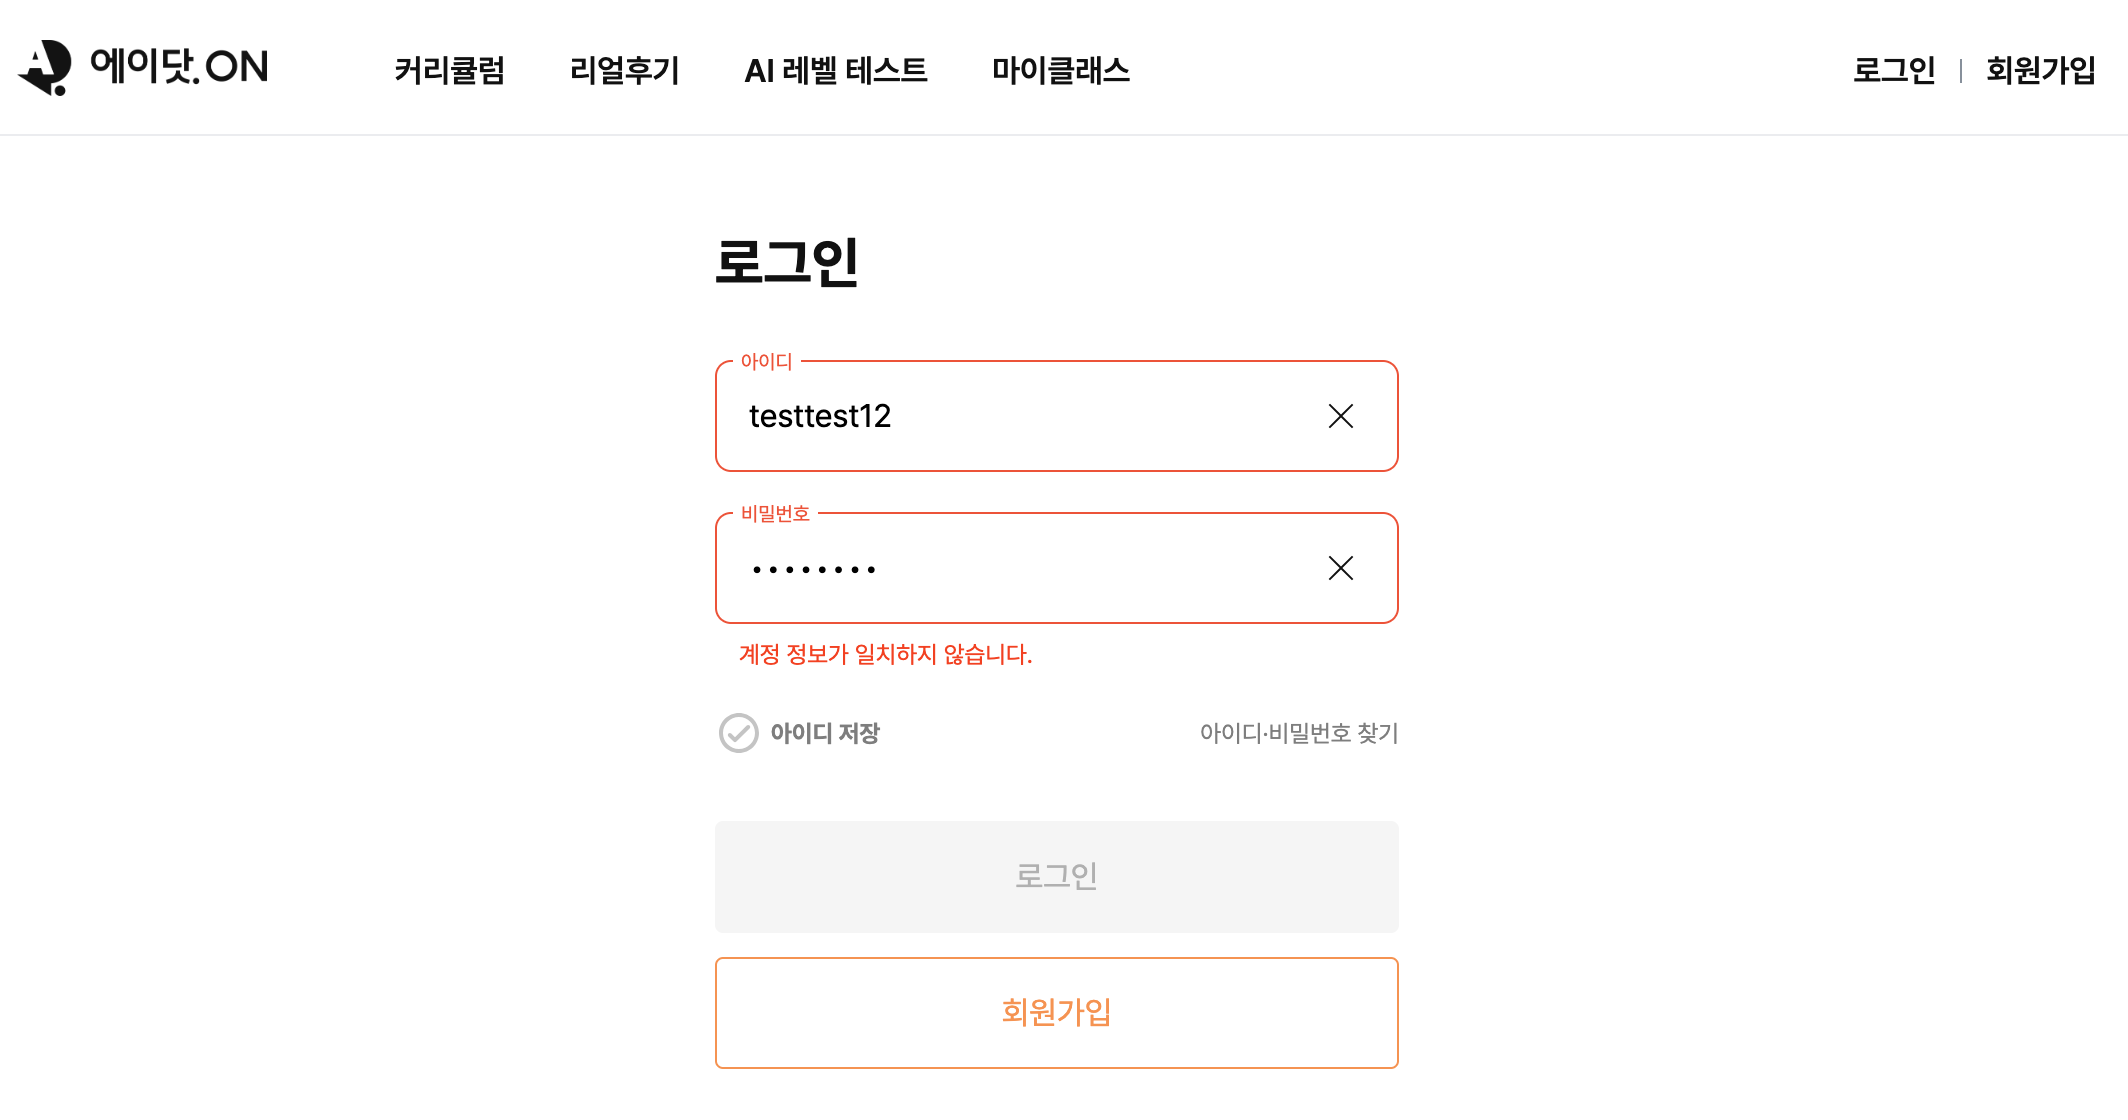 에이닷.ON
커리큘럼 리얼후기 AI 레벨 테스트 마이클래스 로그인 | 회원가입
로그인
아이디
testtest12
비밀번호
••••••••
계정 정보가 일치하지 않습니다.
아이디 저장 아이디·비밀번호 찾기
로그인
회원가입